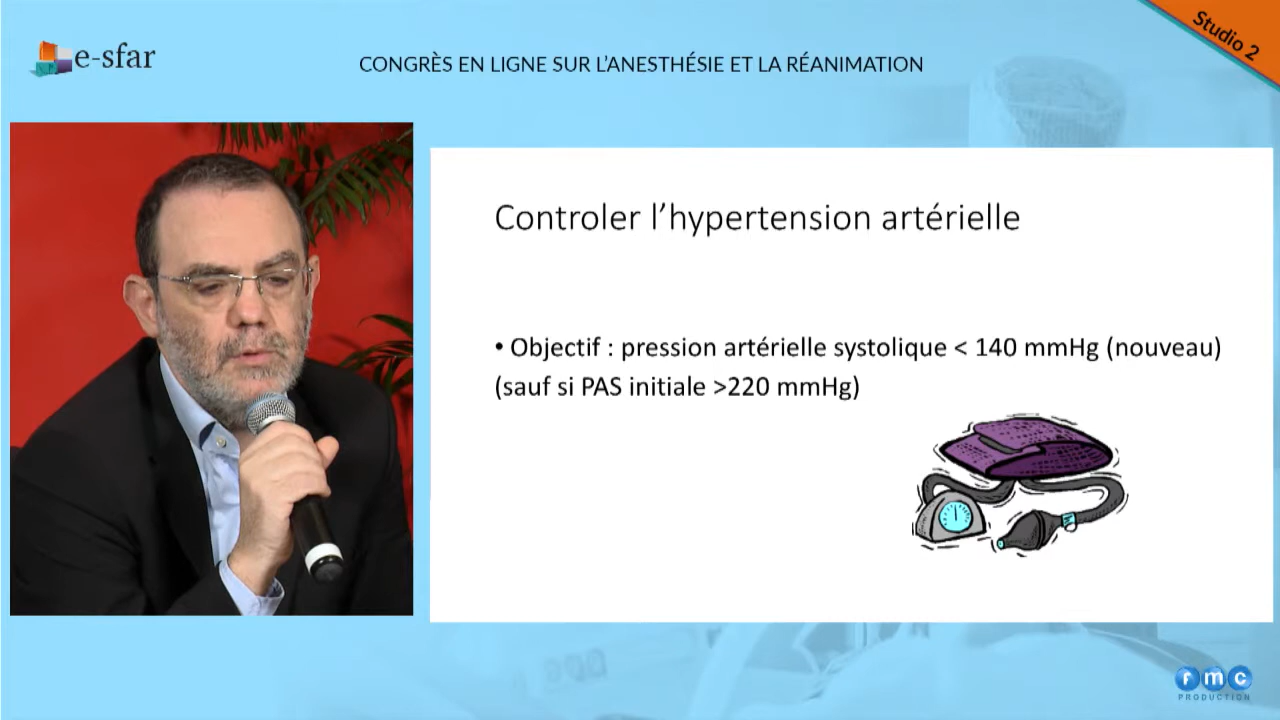 e-sfar
CONGRÈS EN LIGNE SUR L’ANESTHÉSIE ET LA RÉANIMATION
Studio 2
Controler l’hypertension artérielle
• Objectif : pression artérielle systolique < 140 mmHg (nouveau)
(sauf si PAS initiale >220 mmHg)
fmc
PRODUCTION